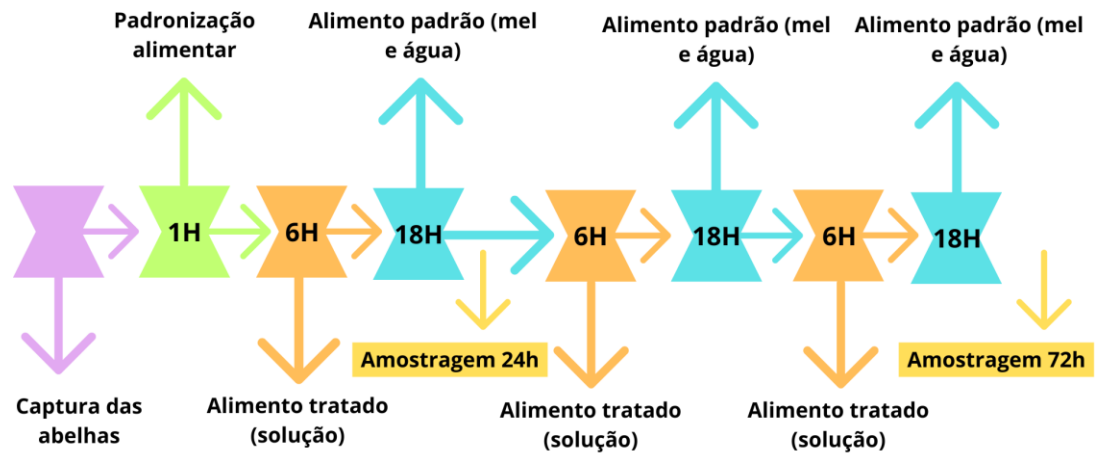 Padronização
alimentar
Alimento padrão (mel
e água)
Alimento padrão (mel
e água)
Alimento padrão (mel
e água)
1H
6H
18H
6H
18H
6H
18H
Amostragem 24h
Amostragem 72h
Captura das
abelhas
Alimento tratado
(solução)
Alimento tratado
(solução)
Alimento tratado
(solução)